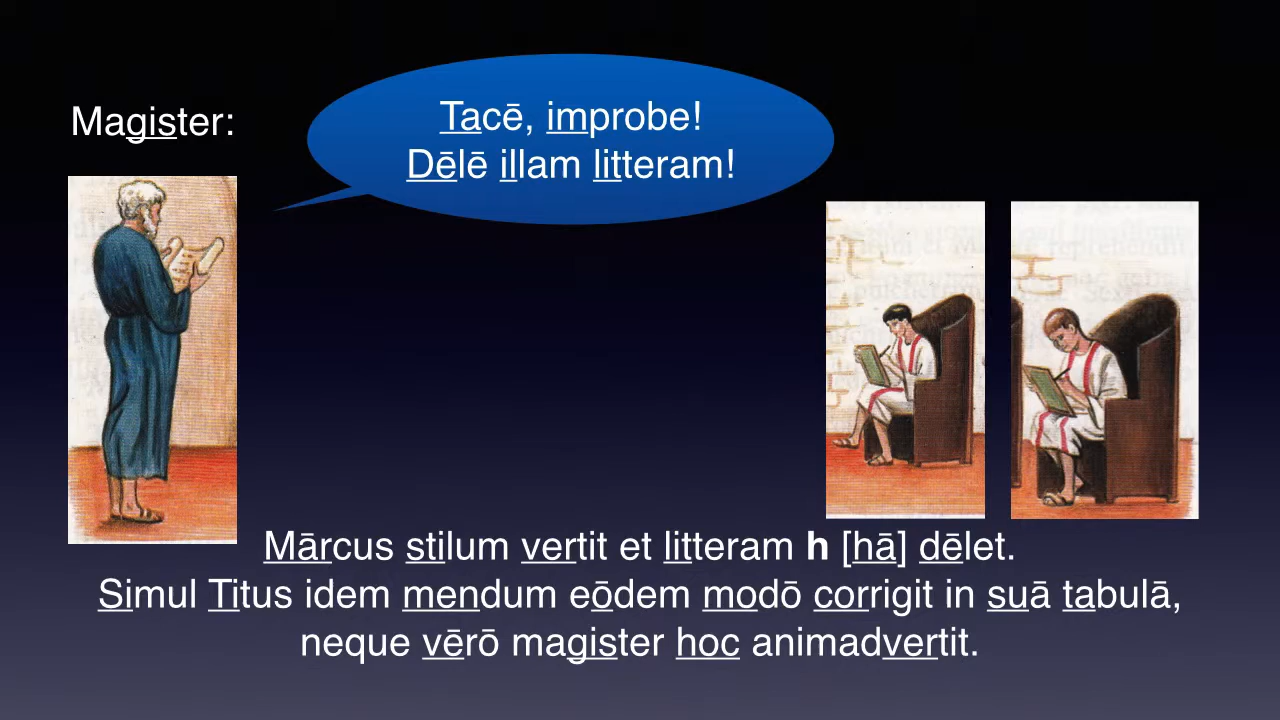 Magister:
Tacē, improbe!
Dēlē illam litteram!
Mārcus stilum vertit et litteram h [hā] dēlet.
Simul Titus idem mendum eōdem modō corrigit in suā tabulā,
neque vērō magister hoc animadvertit.